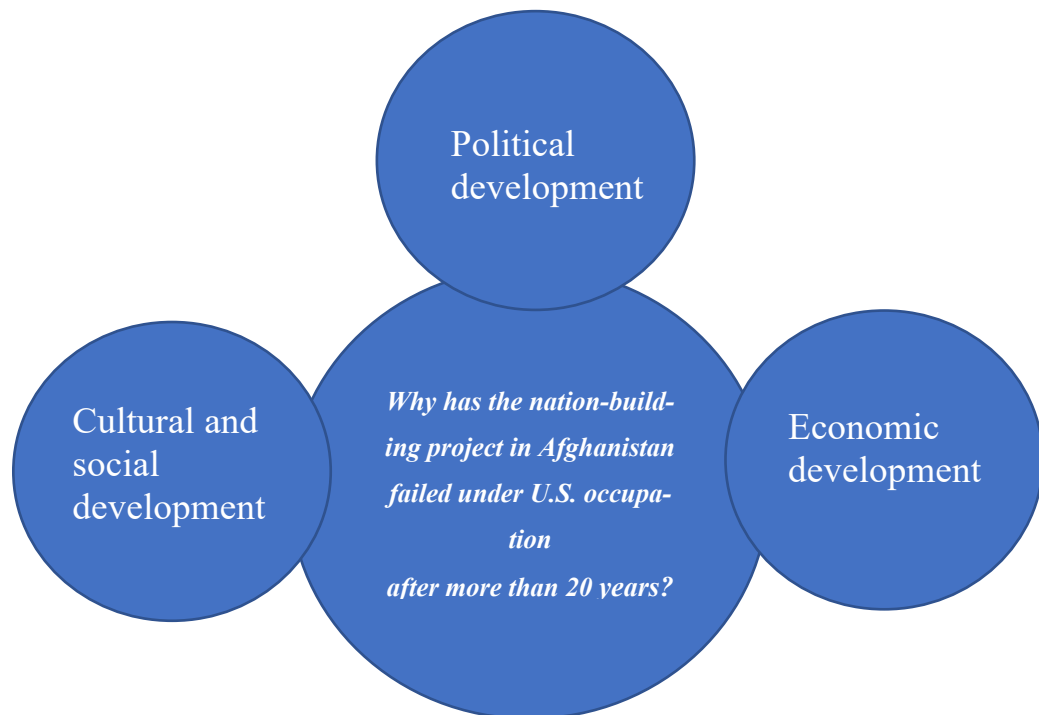 Political
development
Cultural and
social
development
Why has the nation-build-
ing project in Afghanistan
failed under U.S. occupa-
tion
after more than 20 years?
Economic
development